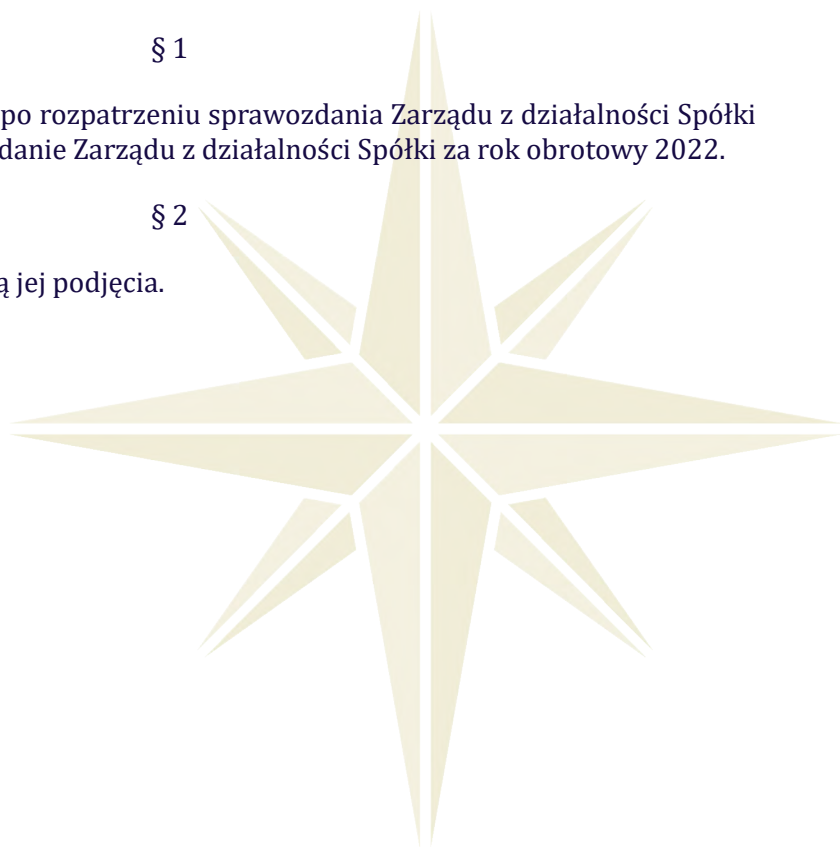 § 1
po rozpatrzeniu sprawozdania Zarządu z działalności Spółki
danie Zarządu z działalności Spółki za rok obrotowy 2022.
§ 2
ą jej podjęcia.